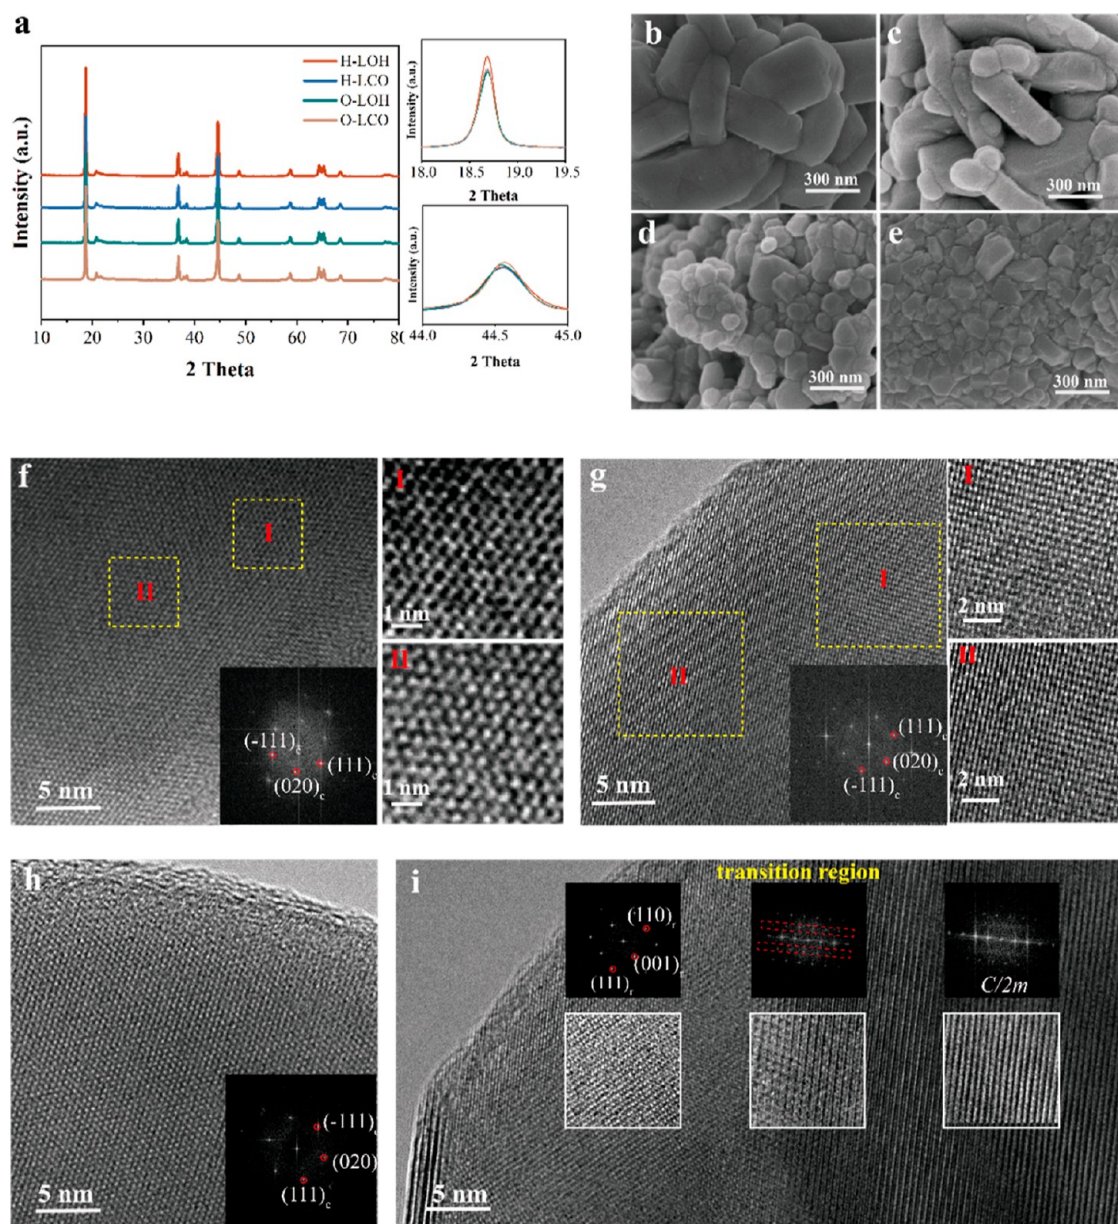 a
H-LOH
H-LCO
O-LOH
O-LCO
Intensity (a.u.)
10 20 30 40 50 60 70 80
2 Theta
Intensity (a.u.)
18.0 18.5 19.0 19.5
2 Theta
Intensity (a.u.)
44.0 44.5 45.0
2 Theta
b
300 nm
c
300 nm
d
300 nm
e
300 nm
f
I
II
(-111)c
(111)c
(020)c
5 nm
I
1 nm
II
1 nm
g
I
II
(111)c
(020)c
(-111)c
5 nm
I
2 nm
II
2 nm
h
(-111)
(020)
(111)c
5 nm
i
transition region
(110)r
(001)
(111)r
C/2m
5 nm